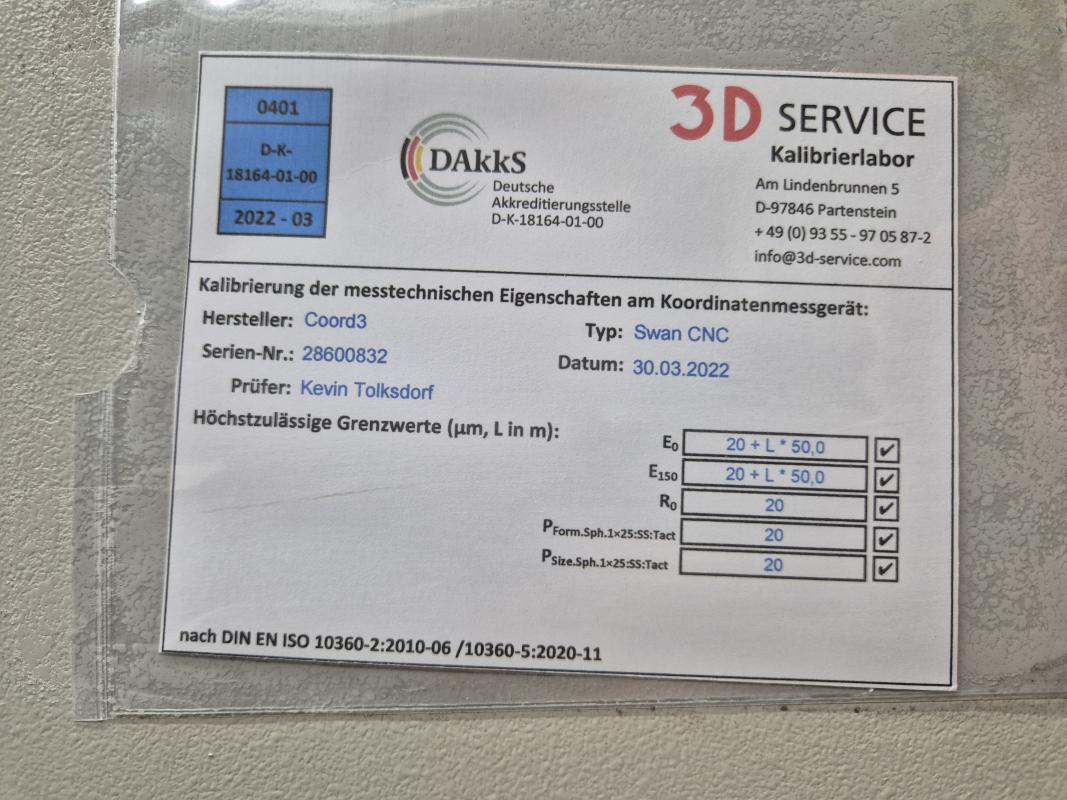 0401
D-K-
18164-01-00
2022 - 03
DAkkS
Deutsche
Akkreditierungsstelle
D-K-18164-01-00
3D SERVICE
Kalibrierlabor
Am Lindenbrunnen 5
D-97846 Partenstein
+ 49 (0) 93 55 - 97 05 87-2
info@3d-service.com
Kalibrierung der messtechnischen Eigenschaften am Koordinatenmessgerät:
Hersteller: Coord3 Typ: Swan CNC
Serien-Nr.: 28600832 Datum: 30.03.2022
Prüfer: Kevin Tolksdorf
Höchstzulässige Grenzwerte (µm, L in m):
E0 20 + L * 50,0 ✔
E150 20 + L * 50,0 ✔
R0 20 ✔
PForm.Sph.1×25:SS:Tact 20 ✔
PSize.Sph.1×25:SS:Tact 20 ✔
nach DIN EN ISO 10360-2:2010-06 /10360-5:2020-11